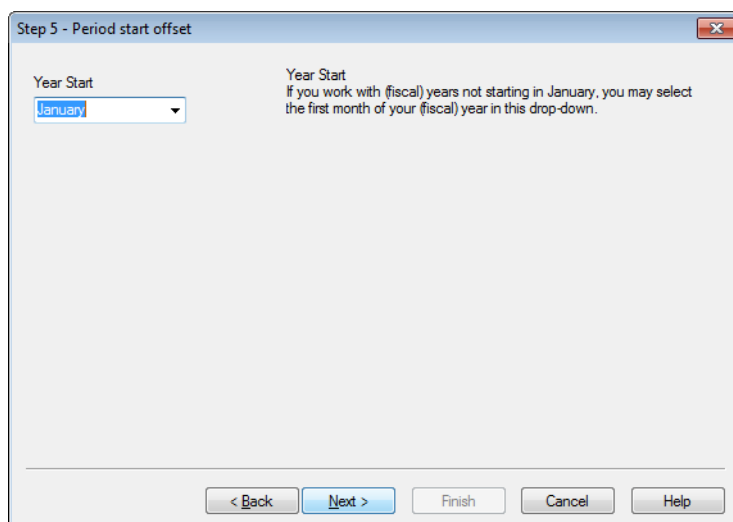 Step 5 - Period start offset
Year Start
January
Year Start
If you work with (fiscal) years not starting in January, you may select
the first month of your (fiscal) year in this drop-down.
< Back
Next >
Finish
Cancel
Help